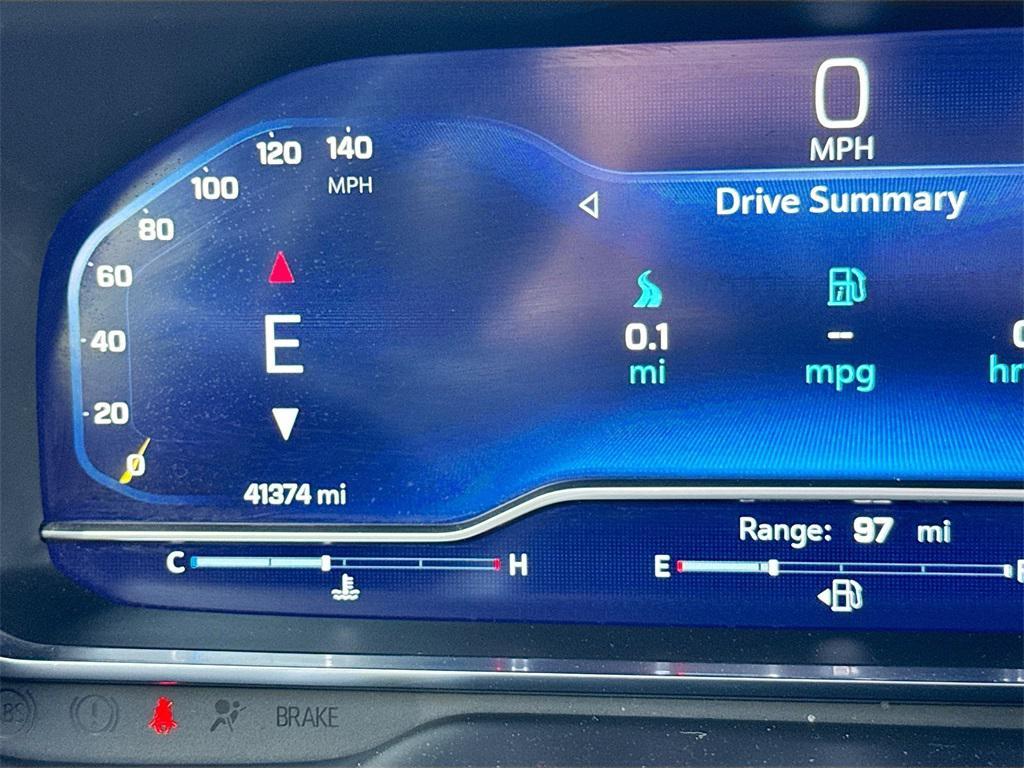 0
MPH
120 140
100 MPH
80
60
40
20
0
E
41374 mi
Drive Summary
0.1 --
mi mpg hr
Range: 97 mi
C H
E
BRAKE